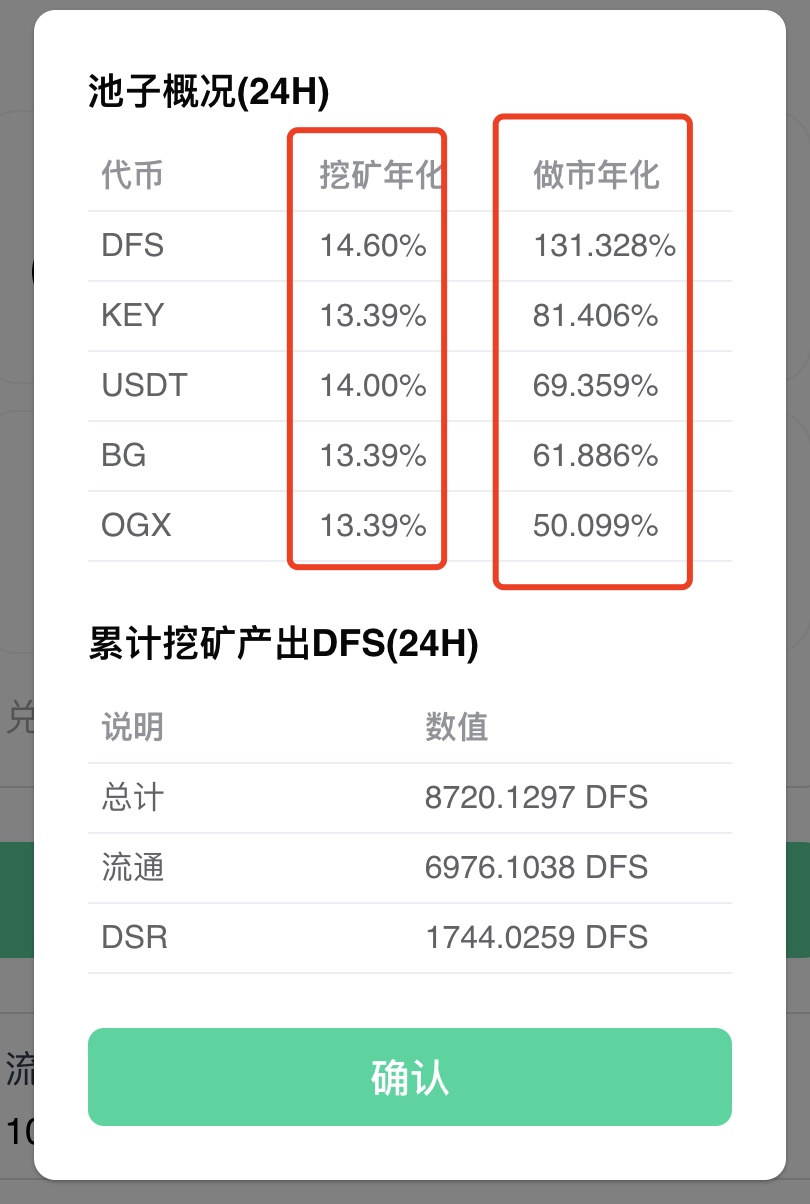 池子概况(24H)
代币 挖矿年化 做市年化
DFS 14.60% 131.328%
KEY 13.39% 81.406%
USDT 14.00% 69.359%
BG 13.39% 61.886%
OGX 13.39% 50.099%
累计挖矿产出DFS(24H)
说明 数值
总计 8720.1297 DFS
兑
流通 6976.1038 DFS
DSR 1744.0259 DFS
确认
流
10